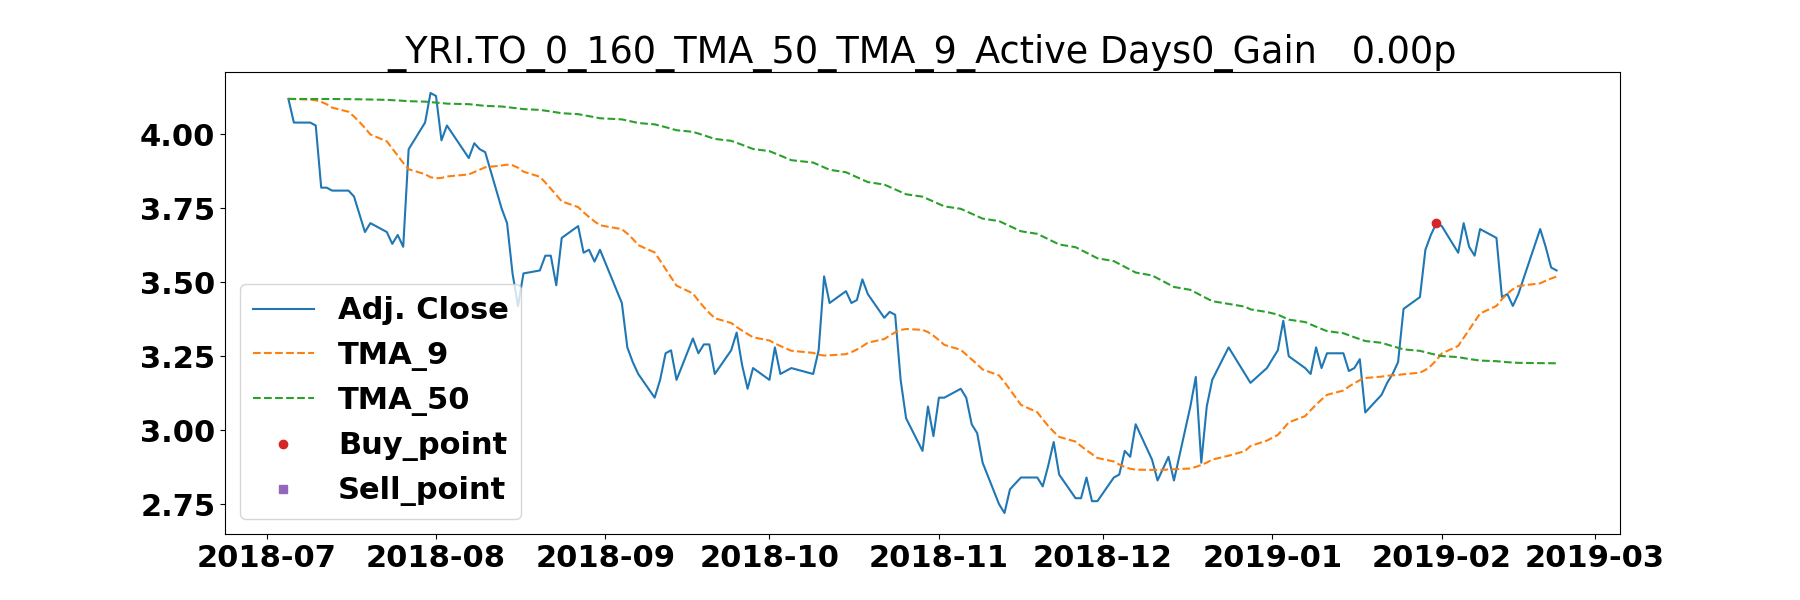 _YRI.TO_0_160_TMA_50_TMA_9_Active Days0_Gain   0.00p
4.00
3.75
3.50
3.25
3.00
2.75
Adj. Close
TMA_9
TMA_50
Buy_point
Sell_point
2018-07 2018-08 2018-09 2018-10 2018-11 2018-12 2019-01 2019-02 2019-03